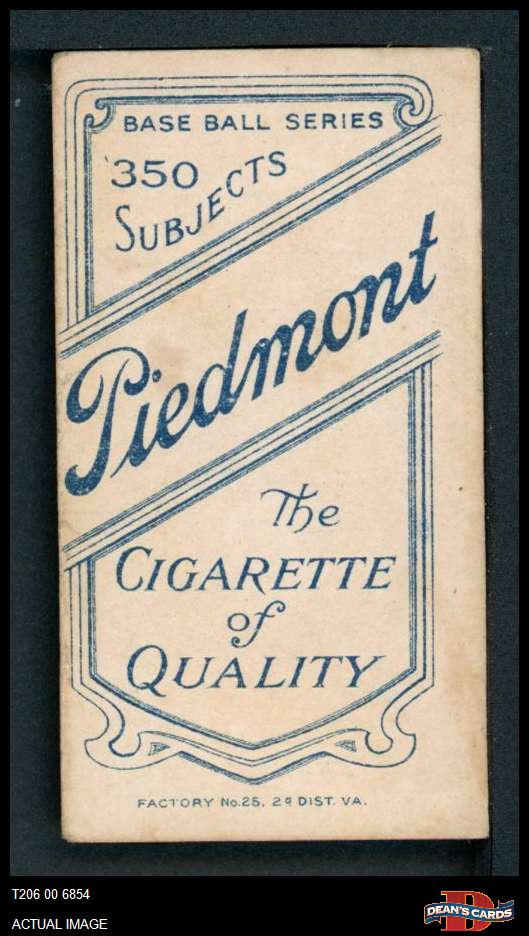 BASE BALL SERIES
350
SUBJECTS
Piedmont
The
CIGARETTE
of
QUALITY
FACTORY No. 25, 2d DIST. VA.
T206 00 6854
ACTUAL IMAGE
D
DEAN'S CARDS